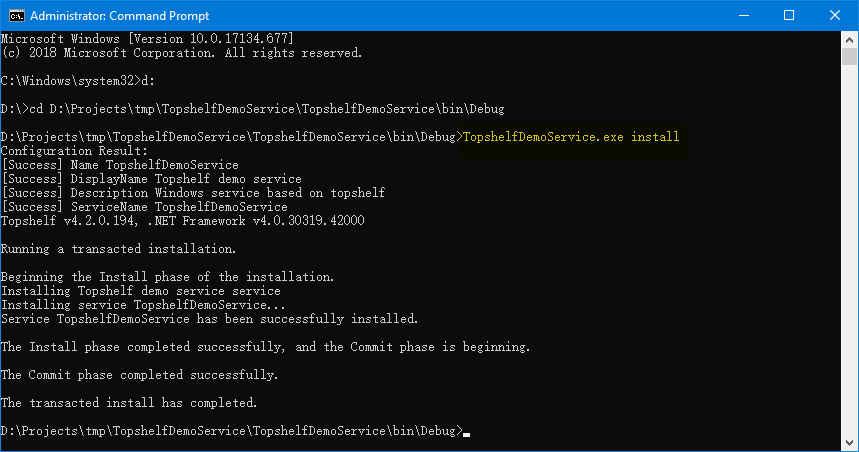 Administrator: Command Prompt
Microsoft Windows [Version 10.0.17134.677]
(c) 2018 Microsoft Corporation. All rights reserved.
C:\Windows\system32>d:
D:\>cd D:\Projects\tmp\TopshelfDemoService\TopshelfDemoService\bin\Debug
D:\Projects\tmp\TopshelfDemoService\TopshelfDemoService\bin\Debug>TopshelfDemoService.exe install
Configuration Result:
[Success] Name TopshelfDemoService
[Success] DisplayName Topshelf demo service
[Success] Description Windows service based on topshelf
[Success] ServiceName TopshelfDemoService
Topshelf v4.2.0.194, .NET Framework v4.0.30319.42000
Running a transacted installation.
Beginning the Install phase of the installation.
Installing Topshelf demo service service
Installing service TopshelfDemoService...
Service TopshelfDemoService has been successfully installed.
The Install phase completed successfully, and the Commit phase is beginning.
The Commit phase completed successfully.
The transacted install has completed.
D:\Projects\tmp\TopshelfDemoService\TopshelfDemoService\bin\Debug>